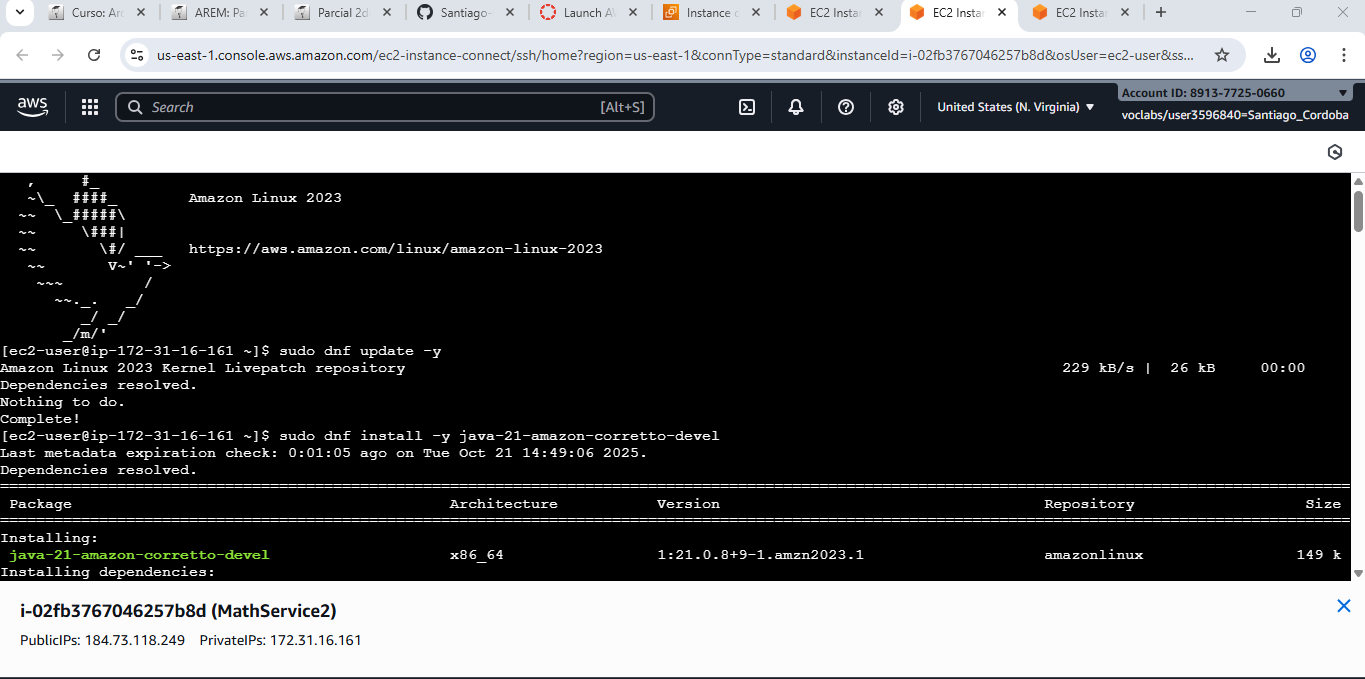 Curso: Arq
AREM: Pa
Parcial 2d
Santiago-
Launch AW
Instance c
EC2 Insta
EC2 Insta
EC2 Insta
us-east-1.console.aws.amazon.com/ec2-instance-connect/ssh/home?region=us-east-1&connType=standard&instanceId=i-02fb3767046257b8d&osUser=ec2-user&ss...
aws
Search [Alt+S]
United States (N. Virginia)
Account ID: 8913-7725-0660
voclabs/user3596840=Santiago_Cordoba
   ,     #_
   ~\_  ####_        Amazon Linux 2023
  ~~  \_#####\
  ~~     \###|
  ~~       \#/ ___   https://aws.amazon.com/linux/amazon-linux-2023
   ~~       V~' '->
    ~~~         /
      ~~._.   _/
         _/ _/
       _/m/'
[ec2-user@ip-172-31-16-161 ~]$ sudo dnf update -y
Amazon Linux 2023 Kernel Livepatch repository 229 kB/s | 26 kB 00:00
Dependencies resolved.
Nothing to do.
Complete!
[ec2-user@ip-172-31-16-161 ~]$ sudo dnf install -y java-21-amazon-corretto-devel
Last metadata expiration check: 0:01:05 ago on Tue Oct 21 14:49:06 2025.
Dependencies resolved.
Package Architecture Version Repository Size
Installing:
java-21-amazon-corretto-devel x86_64 1:21.0.8+9-1.amzn2023.1 amazonlinux 149 k
Installing dependencies:
i-02fb3767046257b8d (MathService2)
PublicIPs: 184.73.118.249 PrivateIPs: 172.31.16.161